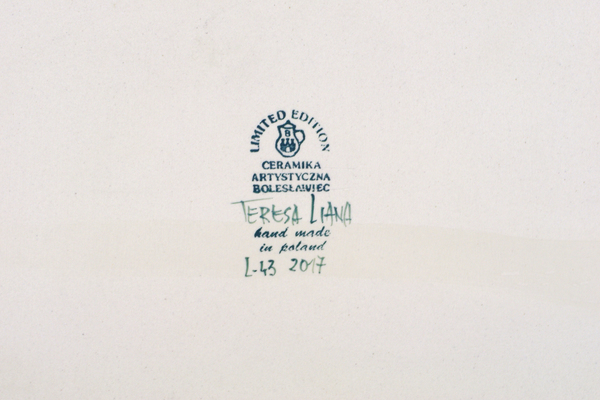 LIMITED EDITION
B
CERAMIKA
ARTYSTYCZNA
BOLESŁAWIEC
TERESA LIANA
hand made
in poland
L-43 2017